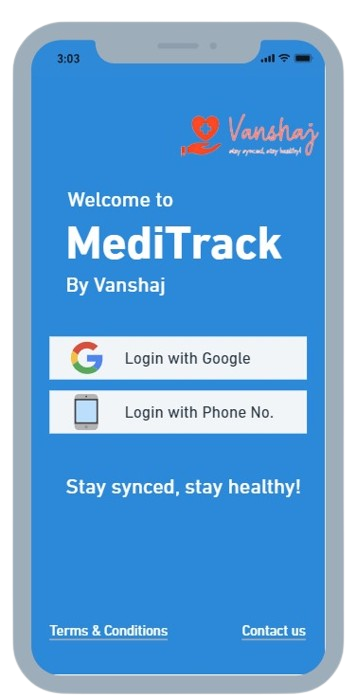 3:03
Vanshaj
stay synced, stay healthy!
Welcome to
MediTrack
By Vanshaj
Login with Google
Login with Phone No.
Stay synced, stay healthy!
Terms & Conditions
Contact us